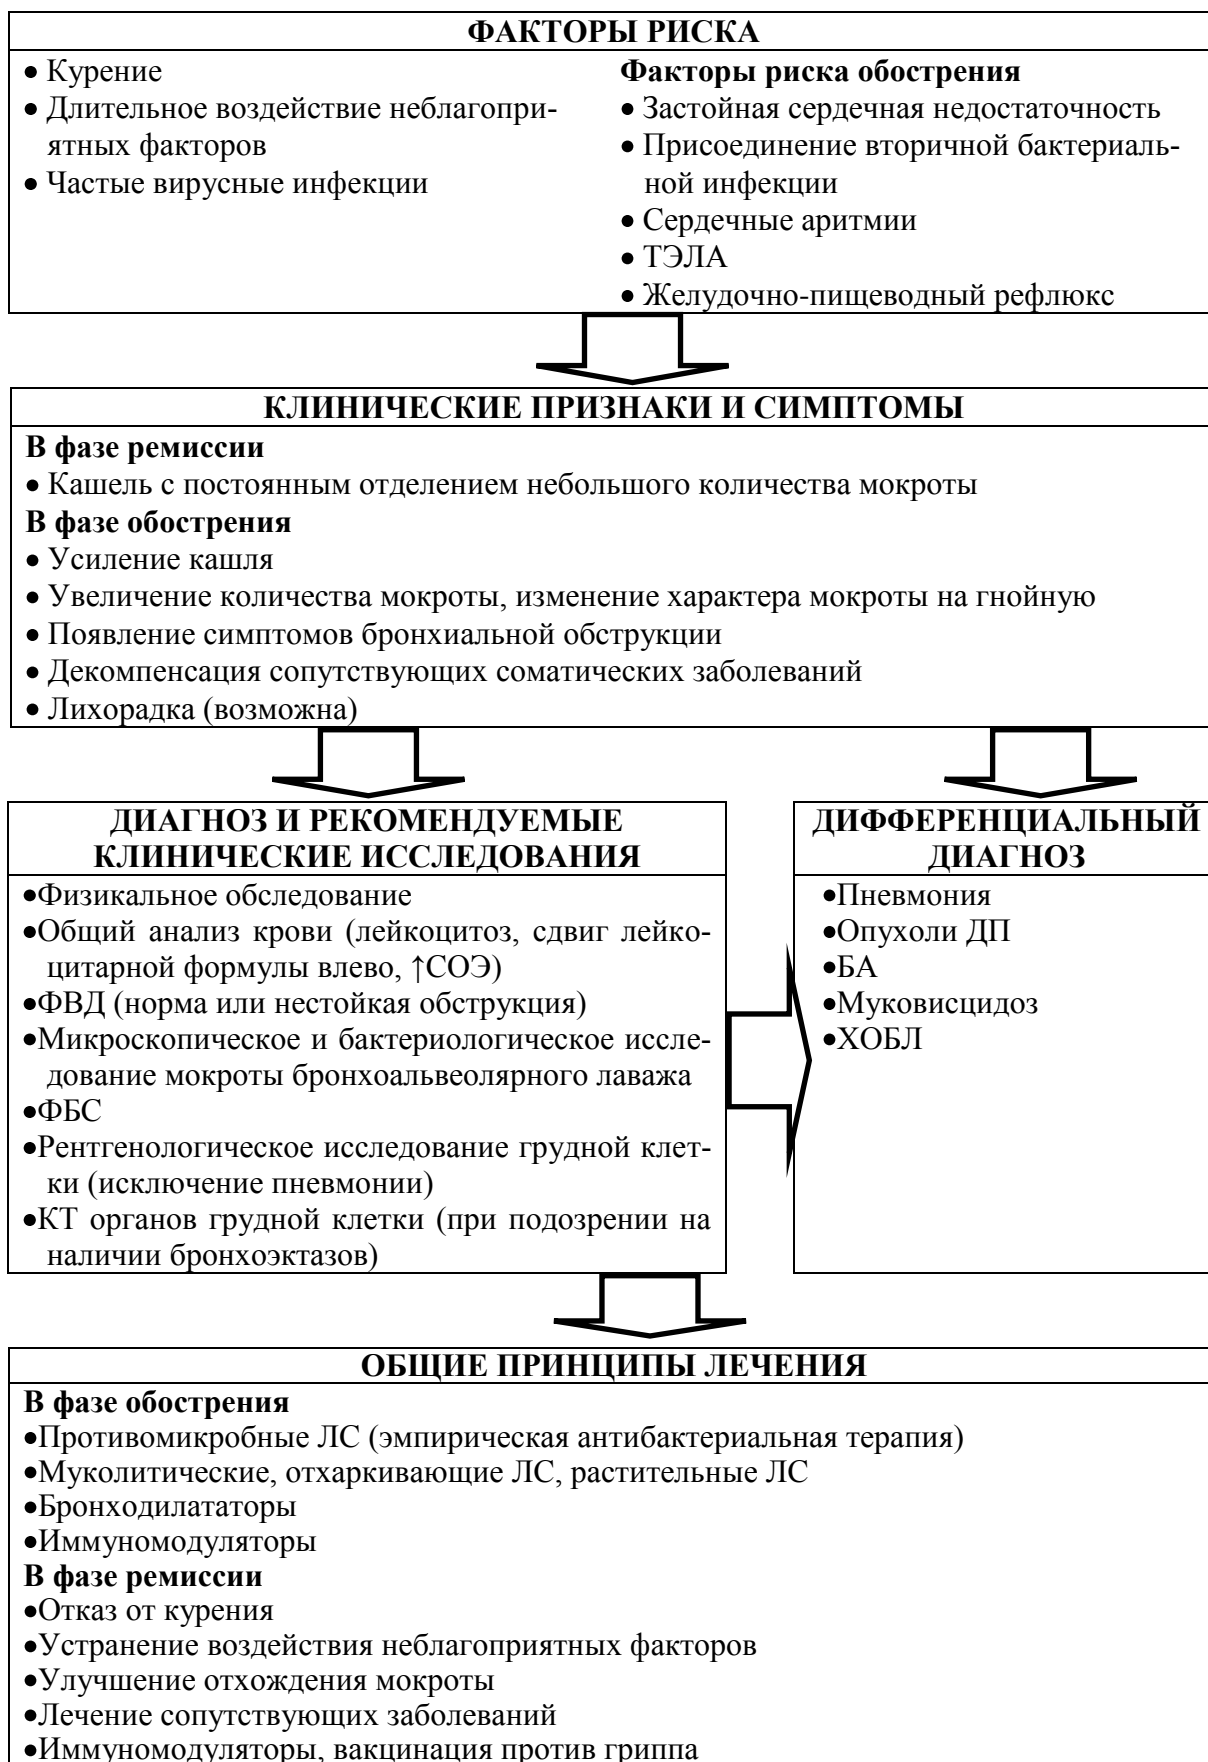 ФАКТОРЫ РИСКА
• Курение
• Длительное воздействие неблагопри-
ятных факторов
• Частые вирусные инфекции
Факторы риска обострения
• Застойная сердечная недостаточность
• Присоединение вторичной бактериаль-
ной инфекции
• Сердечные аритмии
• ТЭЛА
• Желудочно-пищеводный рефлюкс
КЛИНИЧЕСКИЕ ПРИЗНАКИ И СИМПТОМЫ
В фазе ремиссии
• Кашель с постоянным отделением небольшого количества мокроты
В фазе обострения
• Усиление кашля
• Увеличение количества мокроты, изменение характера мокроты на гнойную
• Появление симптомов бронхиальной обструкции
• Декомпенсация сопутствующих соматических заболеваний
• Лихорадка (возможна)
ДИАГНОЗ И РЕКОМЕНДУЕМЫЕ
КЛИНИЧЕСКИЕ ИССЛЕДОВАНИЯ
•Физикальное обследование
•Общий анализ крови (лейкоцитоз, сдвиг лейко-
цитарной формулы влево, ↑СОЭ)
•ФВД (норма или нестойкая обструкция)
•Микроскопическое и бактериологическое иссле-
дование мокроты бронхоальвеолярного лаважа
•ФБС
•Рентгенологическое исследование грудной клет-
ки (исключение пневмонии)
•КТ органов грудной клетки (при подозрении на
наличии бронхоэктазов)
ДИФФЕРЕНЦИАЛЬНЫЙ
ДИАГНОЗ
•Пневмония
•Опухоли ДП
•БА
•Муковисцидоз
•ХОБЛ
ОБЩИЕ ПРИНЦИПЫ ЛЕЧЕНИЯ
В фазе обострения
•Противомикробные ЛС (эмпирическая антибактериальная терапия)
•Муколитические, отхаркивающие ЛС, растительные ЛС
•Бронходилататоры
•Иммуномодуляторы
В фазе ремиссии
•Отказ от курения
•Устранение воздействия неблагоприятных факторов
•Улучшение отхождения мокроты
•Лечение сопутствующих заболеваний
•Иммуномодуляторы, вакцинация против гриппа